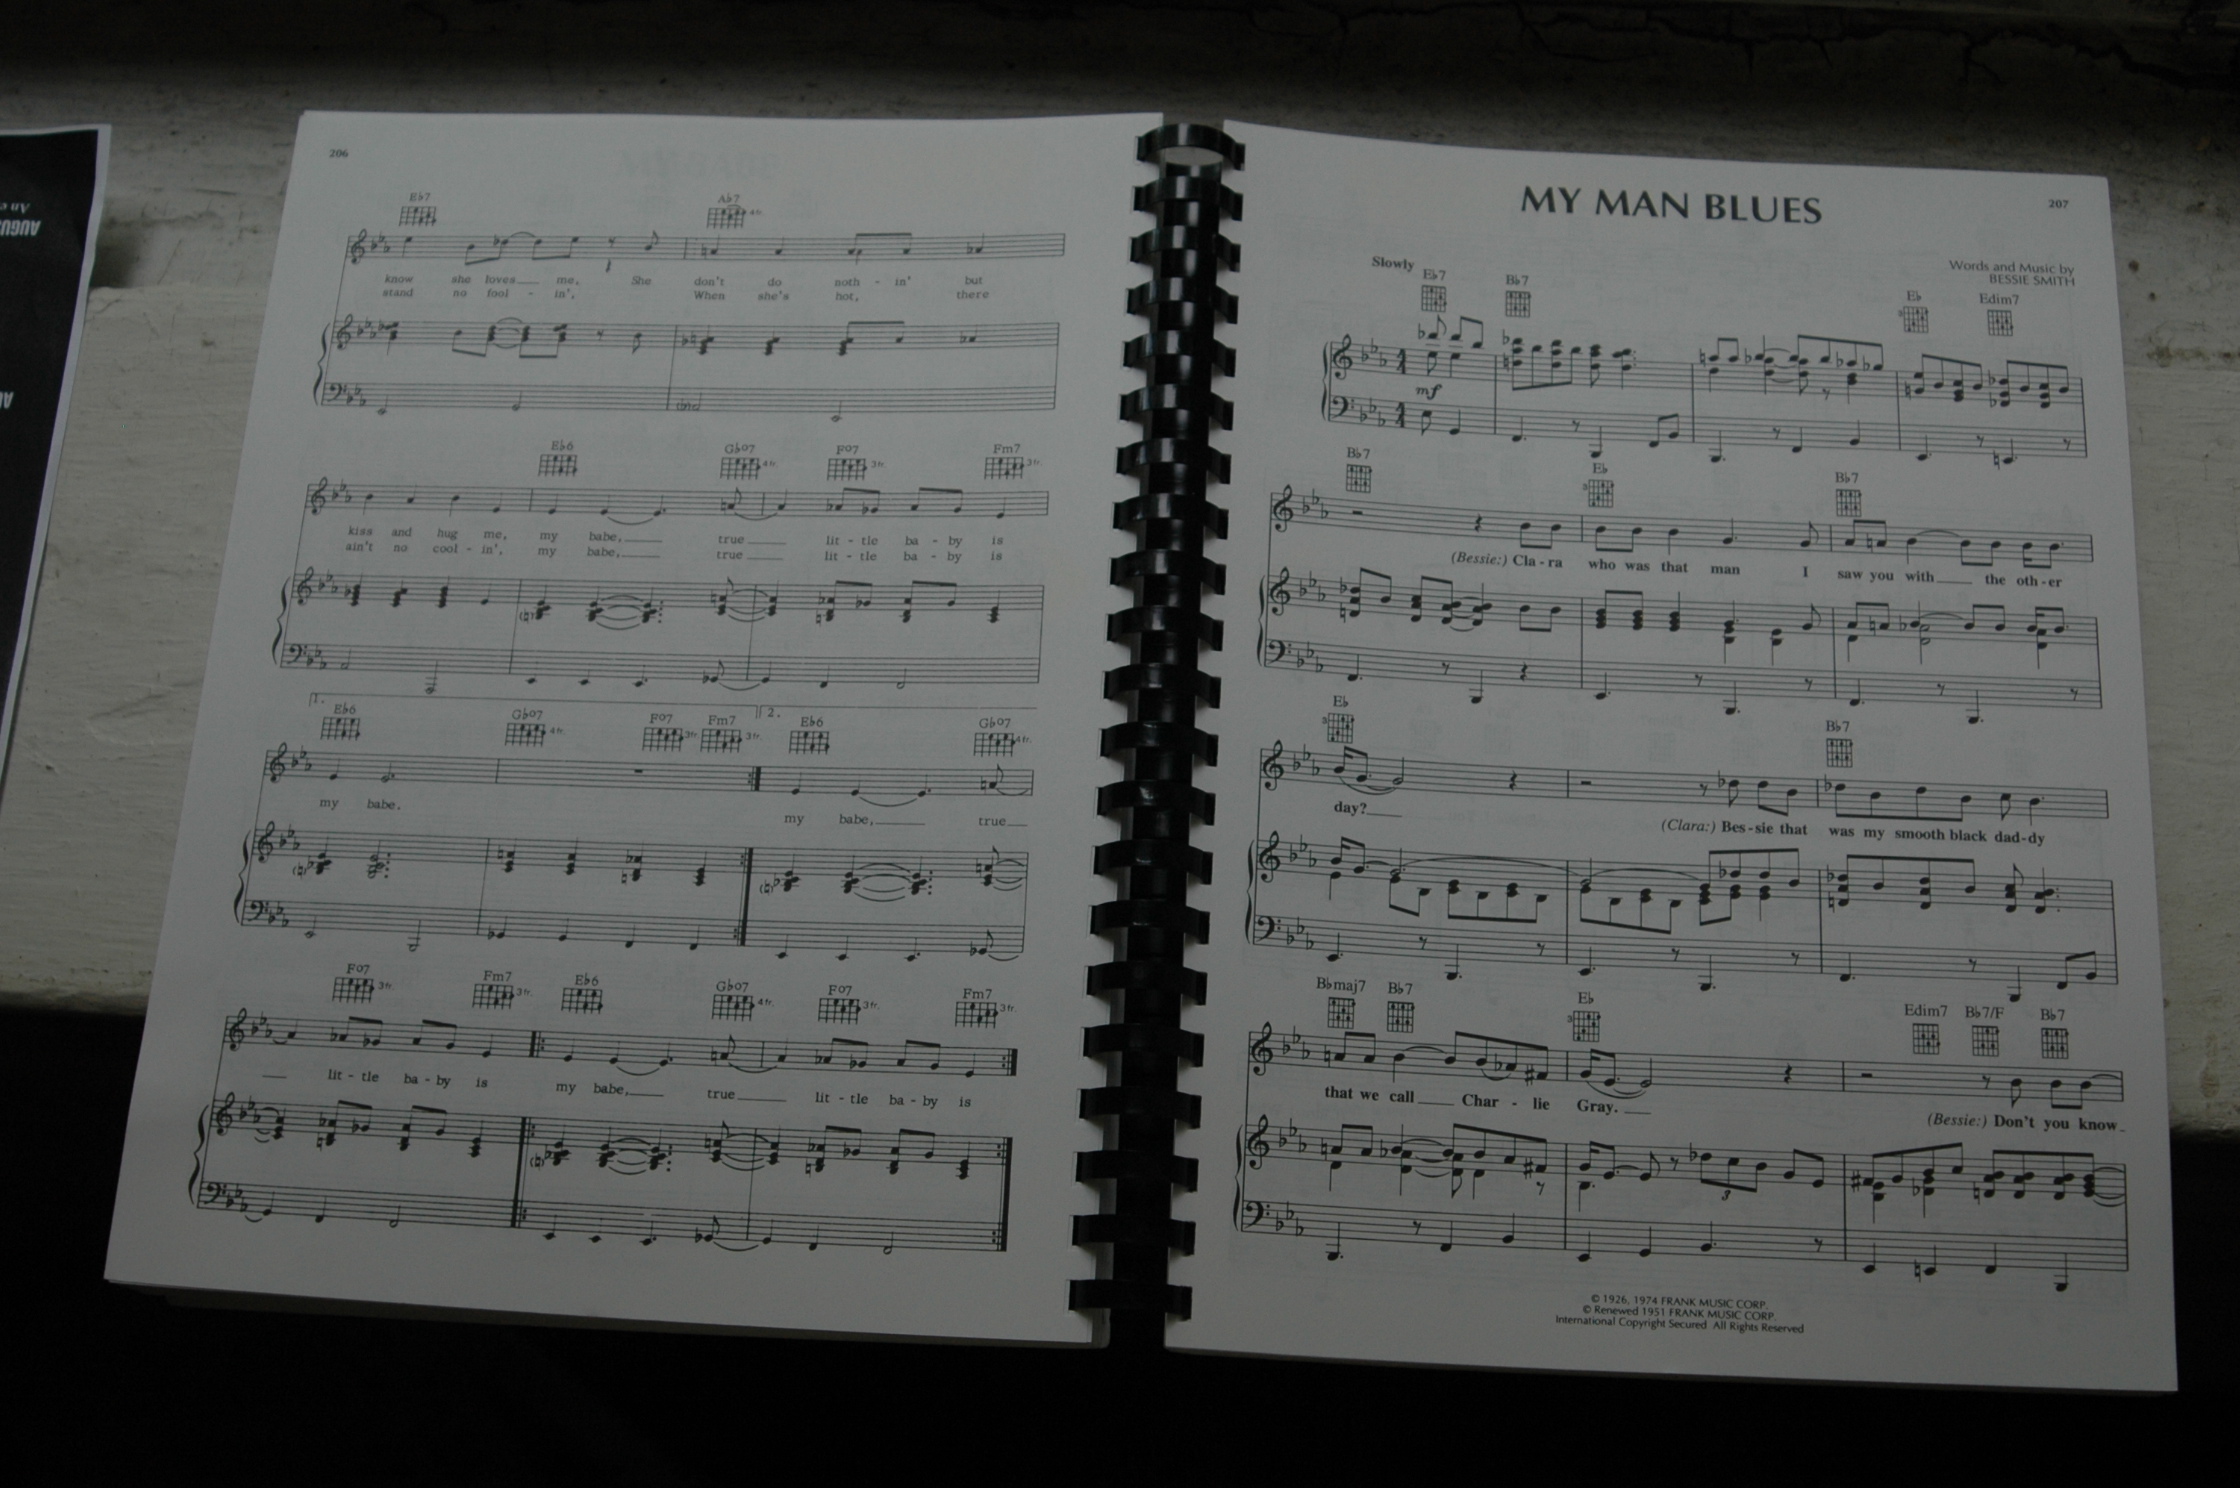 An e
AUGUS
206
Eb7 Ab7
4fr.
know she loves me, She don't do noth - in' but
stand no fool - in', When she's hot, there
Eb6 Gbo7 Fo7 Fm7
4fr. 3fr. 3fr.
kiss and hug me, my babe, true lit - tle ba - by is
ain't no cool - in', my babe, true lit - tle ba - by is
1. 2.
Eb6 Gbo7 Fo7 Fm7 Eb6 Gbo7
4fr. 3fr. 3fr. 4fr.
my babe. my babe, true
Fo7 Fm7 Eb6 Gbo7 Fo7 Fm7
3fr. 3fr. 4fr. 3fr. 3fr.
lit - tle ba - by is my babe, true lit - tle ba - by is
MY MAN BLUES
207
Words and Music by
BESSIE SMITH
Slowly
Eb7 Bb7 Eb Edim7
3
mf
Bb7 Eb Bb7
3
(Bessie:) Cla - ra who was that man I saw you with the oth - er
Eb Bb7
3
day? (Clara:) Bes - sie that was my smooth black dad - dy
Bbmaj7 Bb7 Eb Edim7 Bb7/F Bb7
3
that we call Char - lie Gray. (Bessie:) Don't you know
3
© 1926, 1974 FRANK MUSIC CORP.
© Renewed 1951 FRANK MUSIC CORP.
International Copyright Secured All Rights Reserved